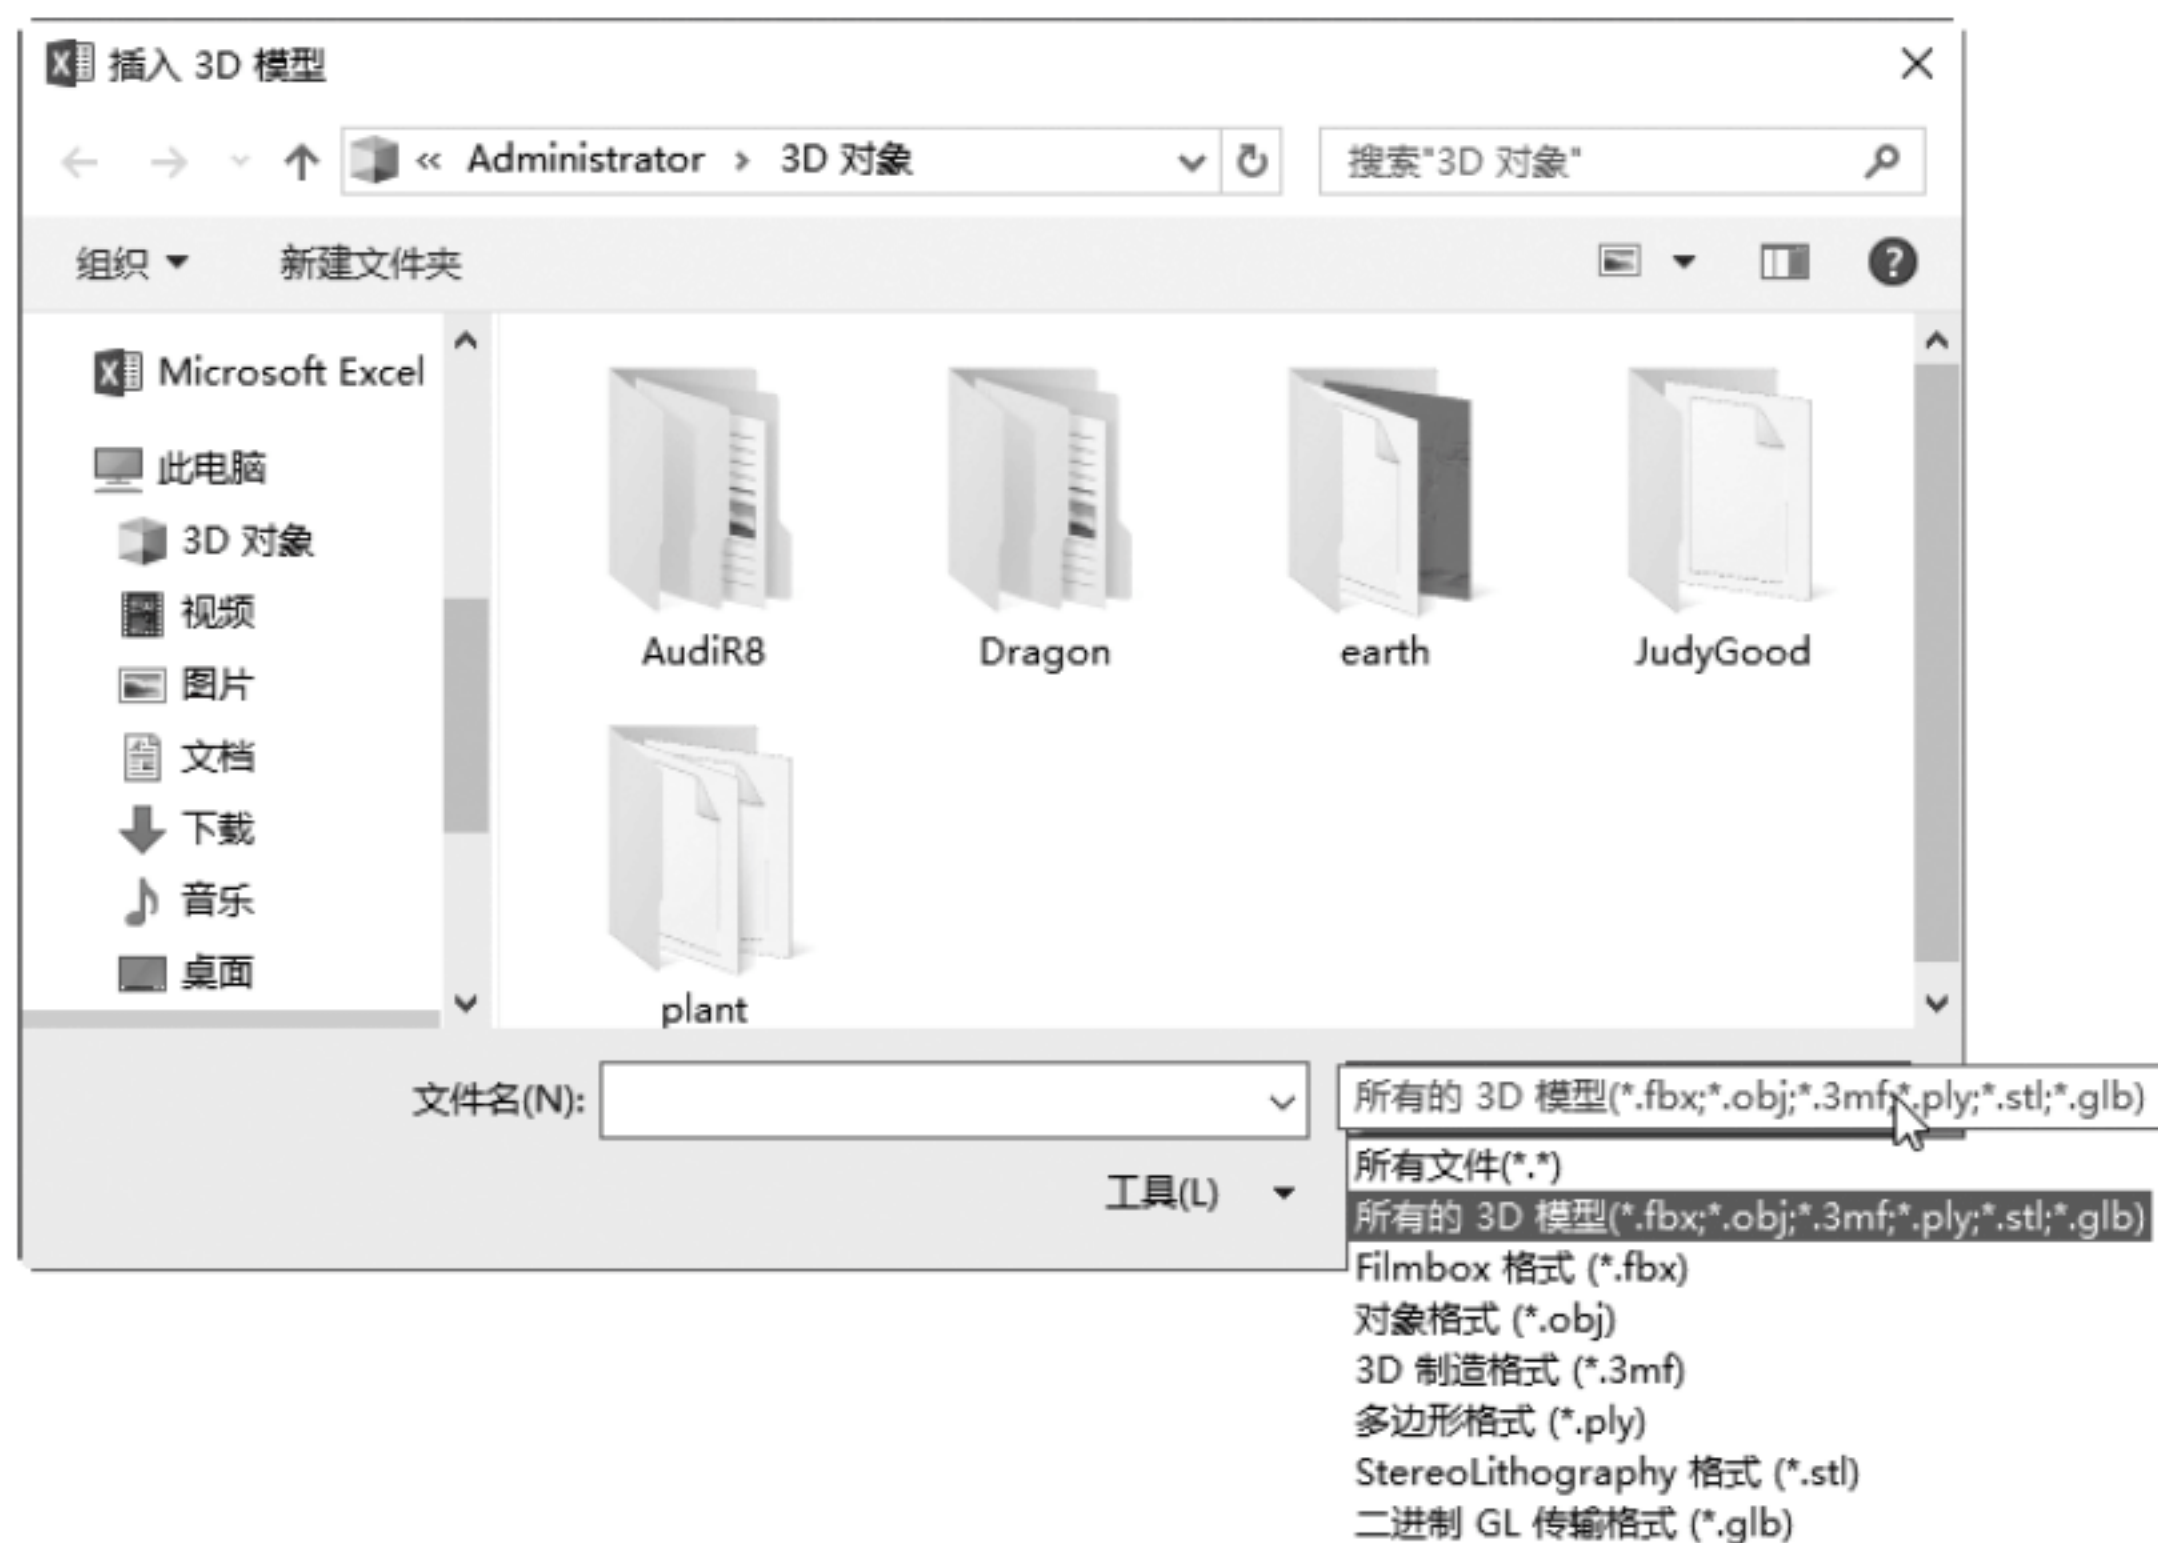 插入 3D 模型
« Administrator › 3D 对象
搜索"3D 对象"
组织
新建文件夹
Microsoft Excel
此电脑
3D 对象
视频
图片
文档
下载
音乐
桌面
AudiR8
Dragon
earth
JudyGood
plant
文件名(N):
所有的 3D 模型(*.fbx;*.obj;*.3mf;*.ply;*.stl;*.glb)
工具(L)
所有文件(*.*)
所有的 3D 模型(*.fbx;*.obj;*.3mf;*.ply;*.stl;*.glb)
Filmbox 格式 (*.fbx)
对象格式 (*.obj)
3D 制造格式 (*.3mf)
多边形格式 (*.ply)
StereoLithography 格式 (*.stl)
二进制 GL 传输格式 (*.glb)